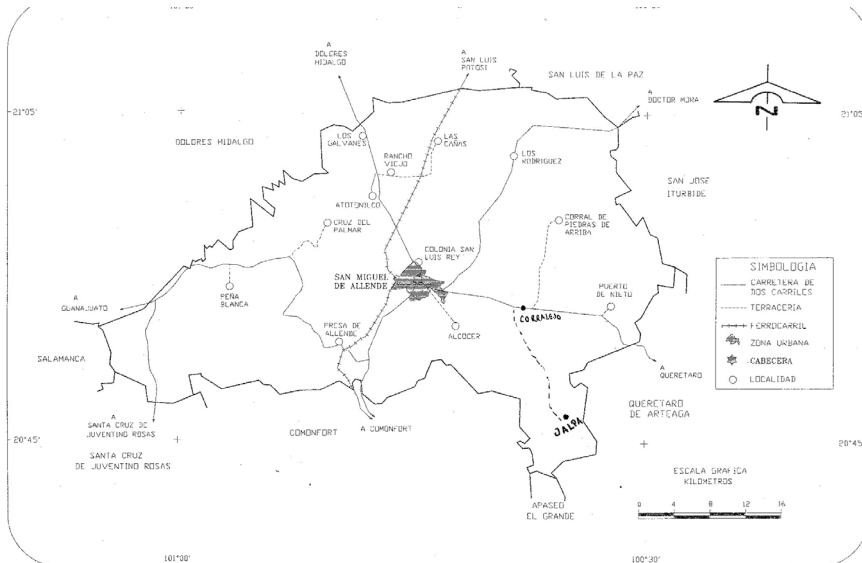 A
DOLORES
HIDALGO
A
SAN LUIS
POTOSI
SAN LUIS DE LA PAZ
A
DOCTOR MORA
21°05'
21°05'
DOLORES HIDALGO
LOS
GALVANES
RANCHO
VIEJO
LAS
CAÑAS
LOS
RODRIGUEZ
N
SAN JOSE
ITURBIDE
ATOTONILCO
CRUZ DEL
PALMAR
CORRAL DE
PIEDRAS DE
ARRIBA
COLONIA SAN
LUIS REY
SAN MIGUEL
DE ALLENDE
A
GUANAJUATO
PEÑA
BLANCA
PUERTO
DE NIETO
CORRALEJO
PRESA DE
ALLENDE
ALCOCER
SIMBOLOGIA
CARRETERA DE
DOS CARRILES
TERRACERIA
FERROCARRIL
ZONA URBANA
CABECERA
LOCALIDAD
SALAMANCA
A
QUERETARO
QUERETARO
DE ARTEAGA
A
SANTA CRUZ DE
JUVENTINO ROSAS
SANTA CRUZ
DE JUVENTINO ROSAS
COMONFORT
A COMONFORT
JALPA
20°45'
20°45'
APASEO
EL GRANDE
ESCALA GRAFICA
KILOMETROS
0 4 8 12 16
101°00'
100°30'